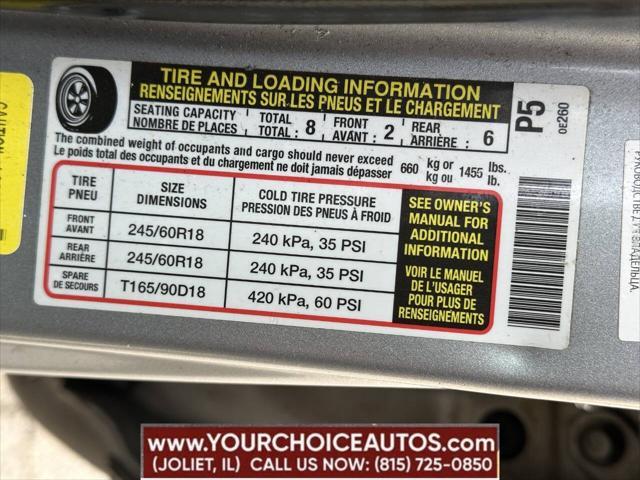 TIRE AND LOADING INFORMATION
RENSEIGNEMENTS SUR LES PNEUS ET LE CHARGEMENT
SEATING CAPACITY TOTAL FRONT REAR
NOMBRE DE PLACES TOTAL : 8 AVANT : 2 ARRIÈRE : 6
The combined weight of occupants and cargo should never exceed 660 kg or 1455 lbs.
Le poids total des occupants et du chargement ne doit jamais dépasser kg ou lb.
TIRE SIZE COLD TIRE PRESSURE
PNEU DIMENSIONS PRESSION DES PNEUS À FROID
FRONT
AVANT 245/60R18 240 kPa, 35 PSI
REAR
ARRIÈRE 245/60R18 240 kPa, 35 PSI
SPARE
DE SECOURS T165/90D18 420 kPa, 60 PSI
SEE OWNER'S
MANUAL FOR
ADDITIONAL
INFORMATION
VOIR LE MANUEL
DE L'USAGER
POUR PLUS DE
RENSEIGNEMENTS
P5
0E260
CAUTION
WWW.YOURCHOICEAUTOS.COM
(JOLIET, IL) CALL US NOW: (815) 725-0850